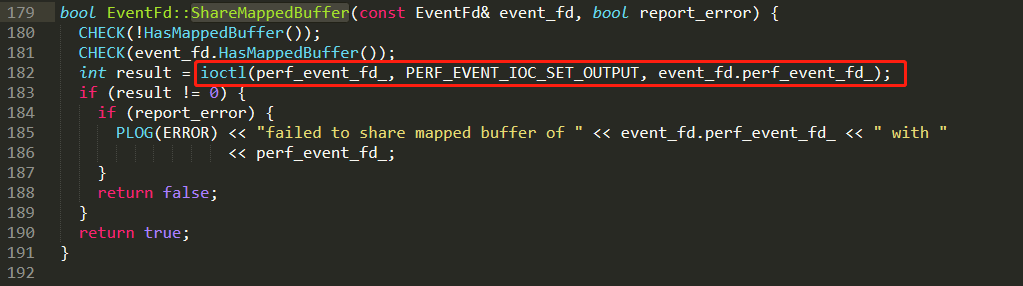 179 bool EventFd::ShareMappedBuffer(const EventFd& event_fd, bool report_error) {
180   CHECK(!HasMappedBuffer());
181   CHECK(event_fd.HasMappedBuffer());
182   int result = ioctl(perf_event_fd_, PERF_EVENT_IOC_SET_OUTPUT, event_fd.perf_event_fd_);
183   if (result != 0) {
184     if (report_error) {
185       PLOG(ERROR) << "failed to share mapped buffer of " << event_fd.perf_event_fd_ << " with "
186                   << perf_event_fd_;
187     }
188     return false;
189   }
190   return true;
191 }
192